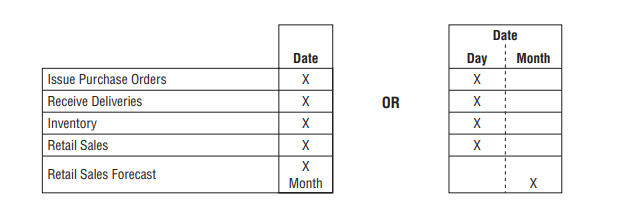 Date
Date
Day Month
Issue Purchase Orders X X
Receive Deliveries X OR X
Inventory X X
Retail Sales X X
Retail Sales Forecast X
Month X